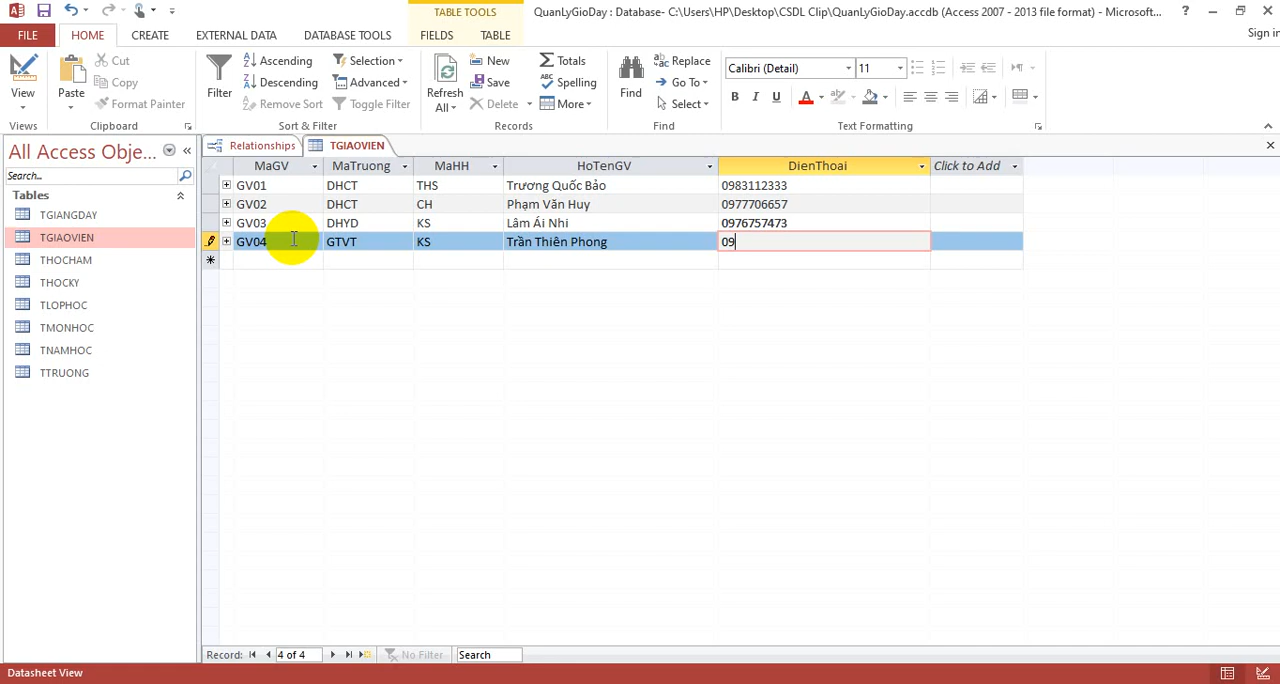 TABLE TOOLS
QuanLyGioDay : Database- C:\Users\HP\Desktop\CSDL Clip\QuanLyGioDay.accdb (Access 2007 - 2013 file format) - Microsoft...
?
FILE HOME CREATE EXTERNAL DATA DATABASE TOOLS FIELDS TABLE
Sign in
View
Views
Paste
Cut
Copy
Format Painter
Clipboard
Filter
Ascending
Descending
Remove Sort
Selection
Advanced
Toggle Filter
Sort & Filter
Refresh
All
New
Save
Delete
Totals
Spelling
More
Records
Find
Replace
Go To
Select
Find
Calibri (Detail) 11
B I U A
Text Formatting
All Access Obje...
Search...
Tables
TGIANGDAY
TGIAOVIEN
THOCHAM
THOCKY
TLOPHOC
TMONHOC
TNAMHOC
TTRUONG
Relationships TGIAOVIEN
MaGV MaTruong MaHH HoTenGV DienThoai Click to Add
GV01 DHCT THS Trương Quốc Bảo 0983112333
GV02 DHCT CH Phạm Văn Huy 0977706657
GV03 DHYD KS Lâm Ái Nhi 0976757473
GV04 GTVT KS Trần Thiên Phong 09
Record: 4 of 4 No Filter Search
Datasheet View